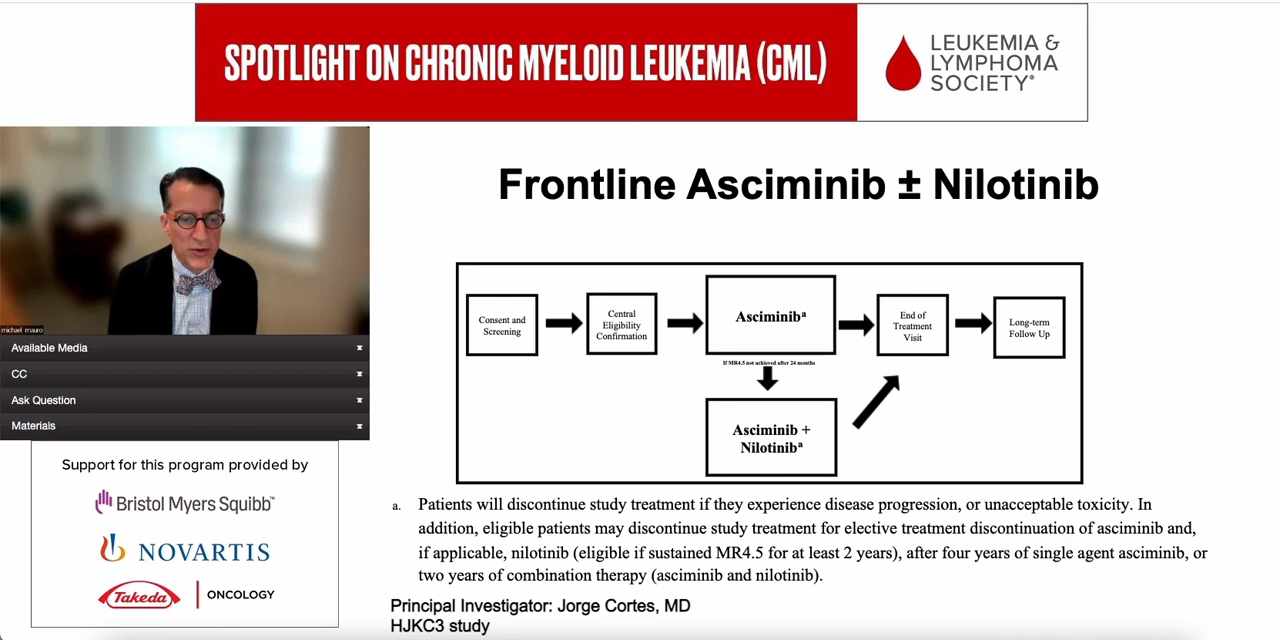 SPOTLIGHT ON CHRONIC MYELOID LEUKEMIA (CML)
LEUKEMIA &
LYMPHOMA
SOCIETY®
michael mauro
Available Media
CC
Ask Question
Materials
Support for this program provided by
Bristol Myers Squibb™
NOVARTIS
Takeda
ONCOLOGY
Frontline Asciminib ± Nilotinib
Consent and
Screening
Central
Eligibility
Confirmation
Asciminibᵃ
If MR4.5 not achieved after 24 months
Asciminib +
Nilotinibᵃ
End of
Treatment
Visit
Long-term
Follow Up
a. Patients will discontinue study treatment if they experience disease progression, or unacceptable toxicity. In
addition, eligible patients may discontinue study treatment for elective treatment discontinuation of asciminib and,
if applicable, nilotinib (eligible if sustained MR4.5 for at least 2 years), after four years of single agent asciminib, or
two years of combination therapy (asciminib and nilotinib).
Principal Investigator: Jorge Cortes, MD
HJKC3 study